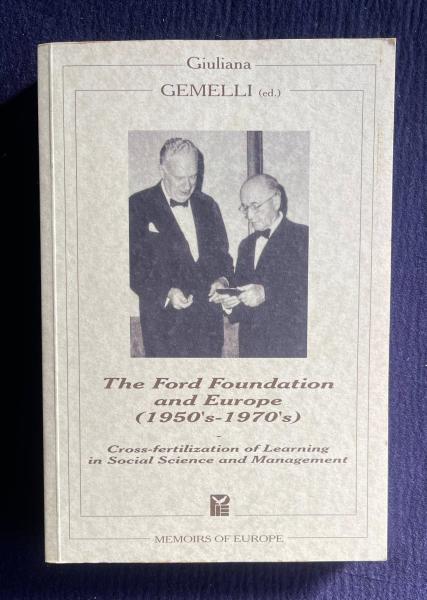 Giuliana
GEMELLI (ed.)
The Ford Foundation
and Europe
(1950's-1970's)
-
Cross-fertilization of Learning
in Social Science and Management
PIE
MEMOIRS OF EUROPE